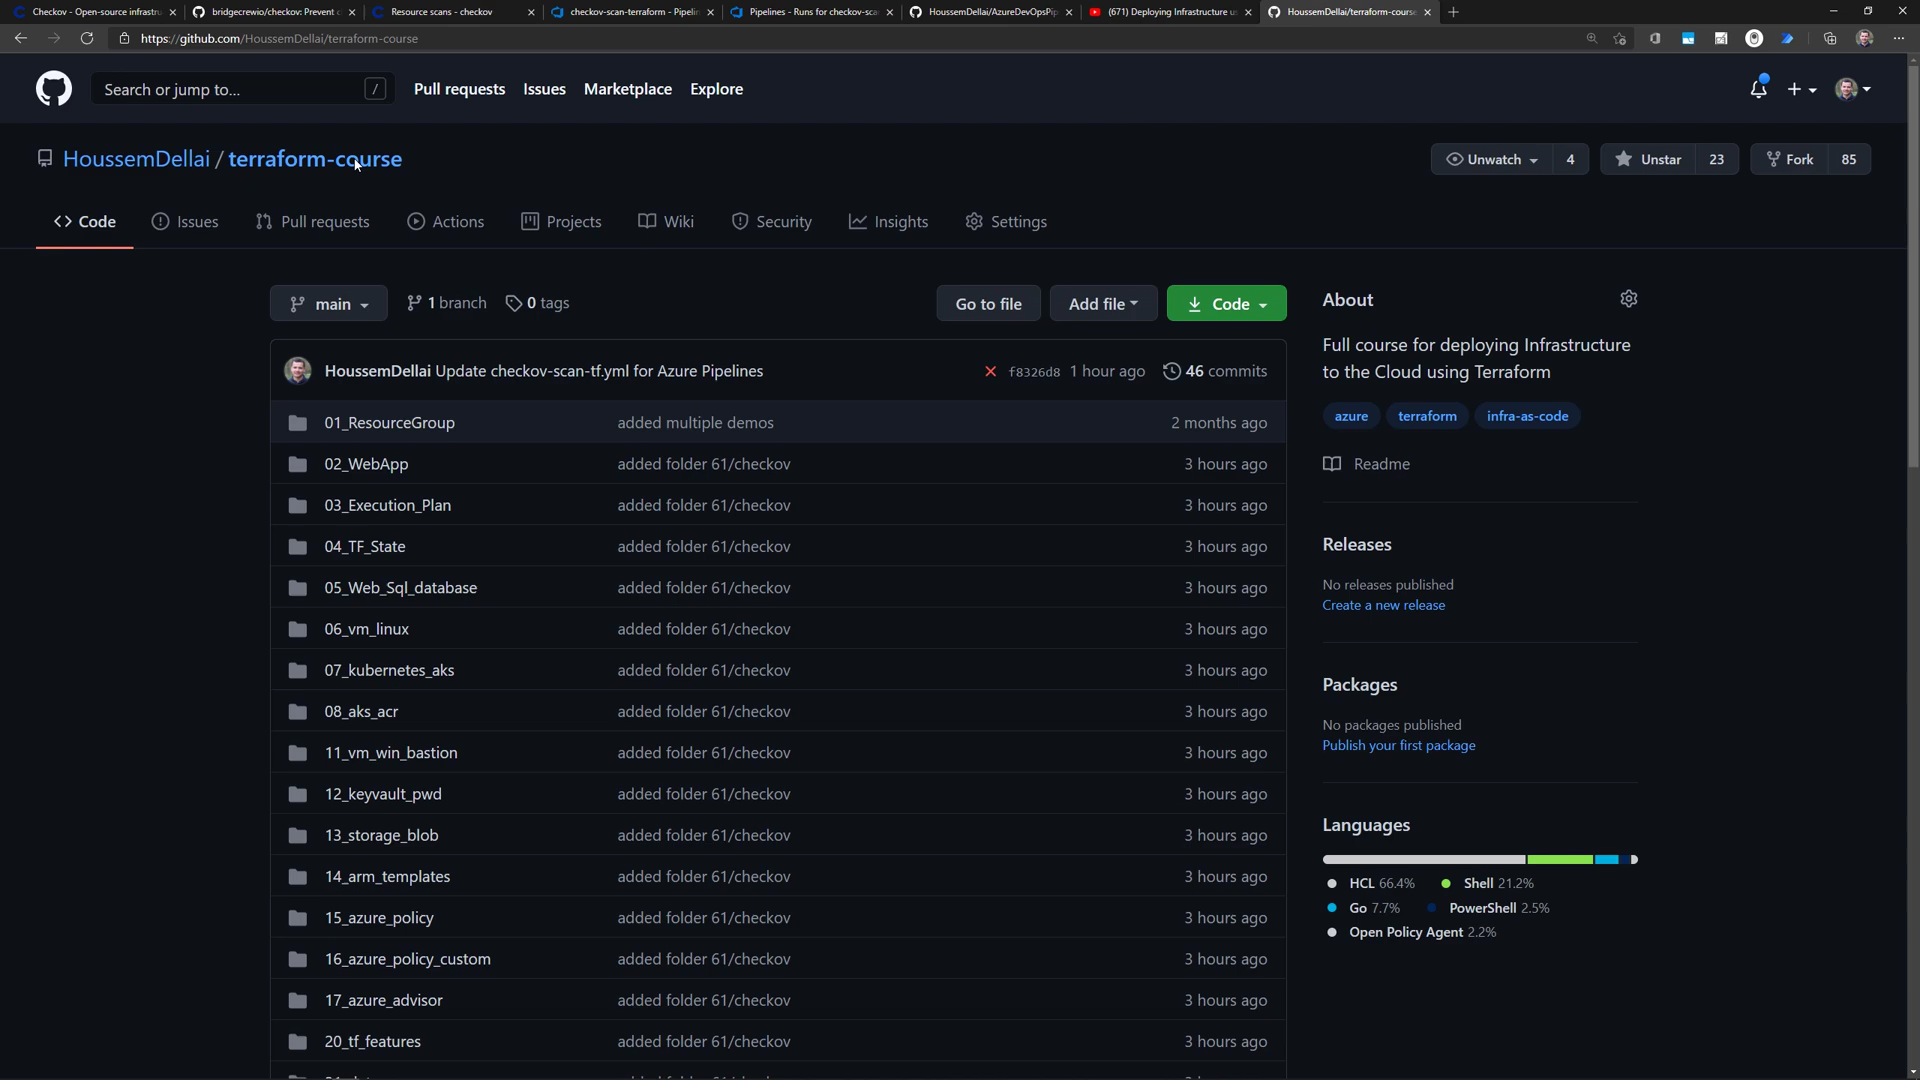 Checkov - Open-source infrastru
bridgecrewio/checkov: Prevent c
Resource scans - checkov
checkov-scan-terraform - Pipelin
Pipelines - Runs for checkov-sca
HoussemDellai/AzureDevOpsPip
(671) Deploying Infrastructure u
HoussemDellai/terraform-course
https://github.com/HoussemDellai/terraform-course
Search or jump to... /
Pull requests Issues Marketplace Explore
HoussemDellai / terraform-course
Unwatch 4
Unstar 23
Fork 85
Code Issues Pull requests Actions Projects Wiki Security Insights Settings
main 1 branch 0 tags
Go to file Add file Code
HoussemDellai Update checkov-scan-tf.yml for Azure Pipelines f8326d8 1 hour ago 46 commits
01_ResourceGroup added multiple demos 2 months ago
02_WebApp added folder 61/checkov 3 hours ago
03_Execution_Plan added folder 61/checkov 3 hours ago
04_TF_State added folder 61/checkov 3 hours ago
05_Web_Sql_database added folder 61/checkov 3 hours ago
06_vm_linux added folder 61/checkov 3 hours ago
07_kubernetes_aks added folder 61/checkov 3 hours ago
08_aks_acr added folder 61/checkov 3 hours ago
11_vm_win_bastion added folder 61/checkov 3 hours ago
12_keyvault_pwd added folder 61/checkov 3 hours ago
13_storage_blob added folder 61/checkov 3 hours ago
14_arm_templates added folder 61/checkov 3 hours ago
15_azure_policy added folder 61/checkov 3 hours ago
16_azure_policy_custom added folder 61/checkov 3 hours ago
17_azure_advisor added folder 61/checkov 3 hours ago
20_tf_features added folder 61/checkov 3 hours ago
About
Full course for deploying Infrastructure
to the Cloud using Terraform
azure terraform infra-as-code
Readme
Releases
No releases published
Create a new release
Packages
No packages published
Publish your first package
Languages
HCL 66.4% Shell 21.2%
Go 7.7% PowerShell 2.5%
Open Policy Agent 2.2%